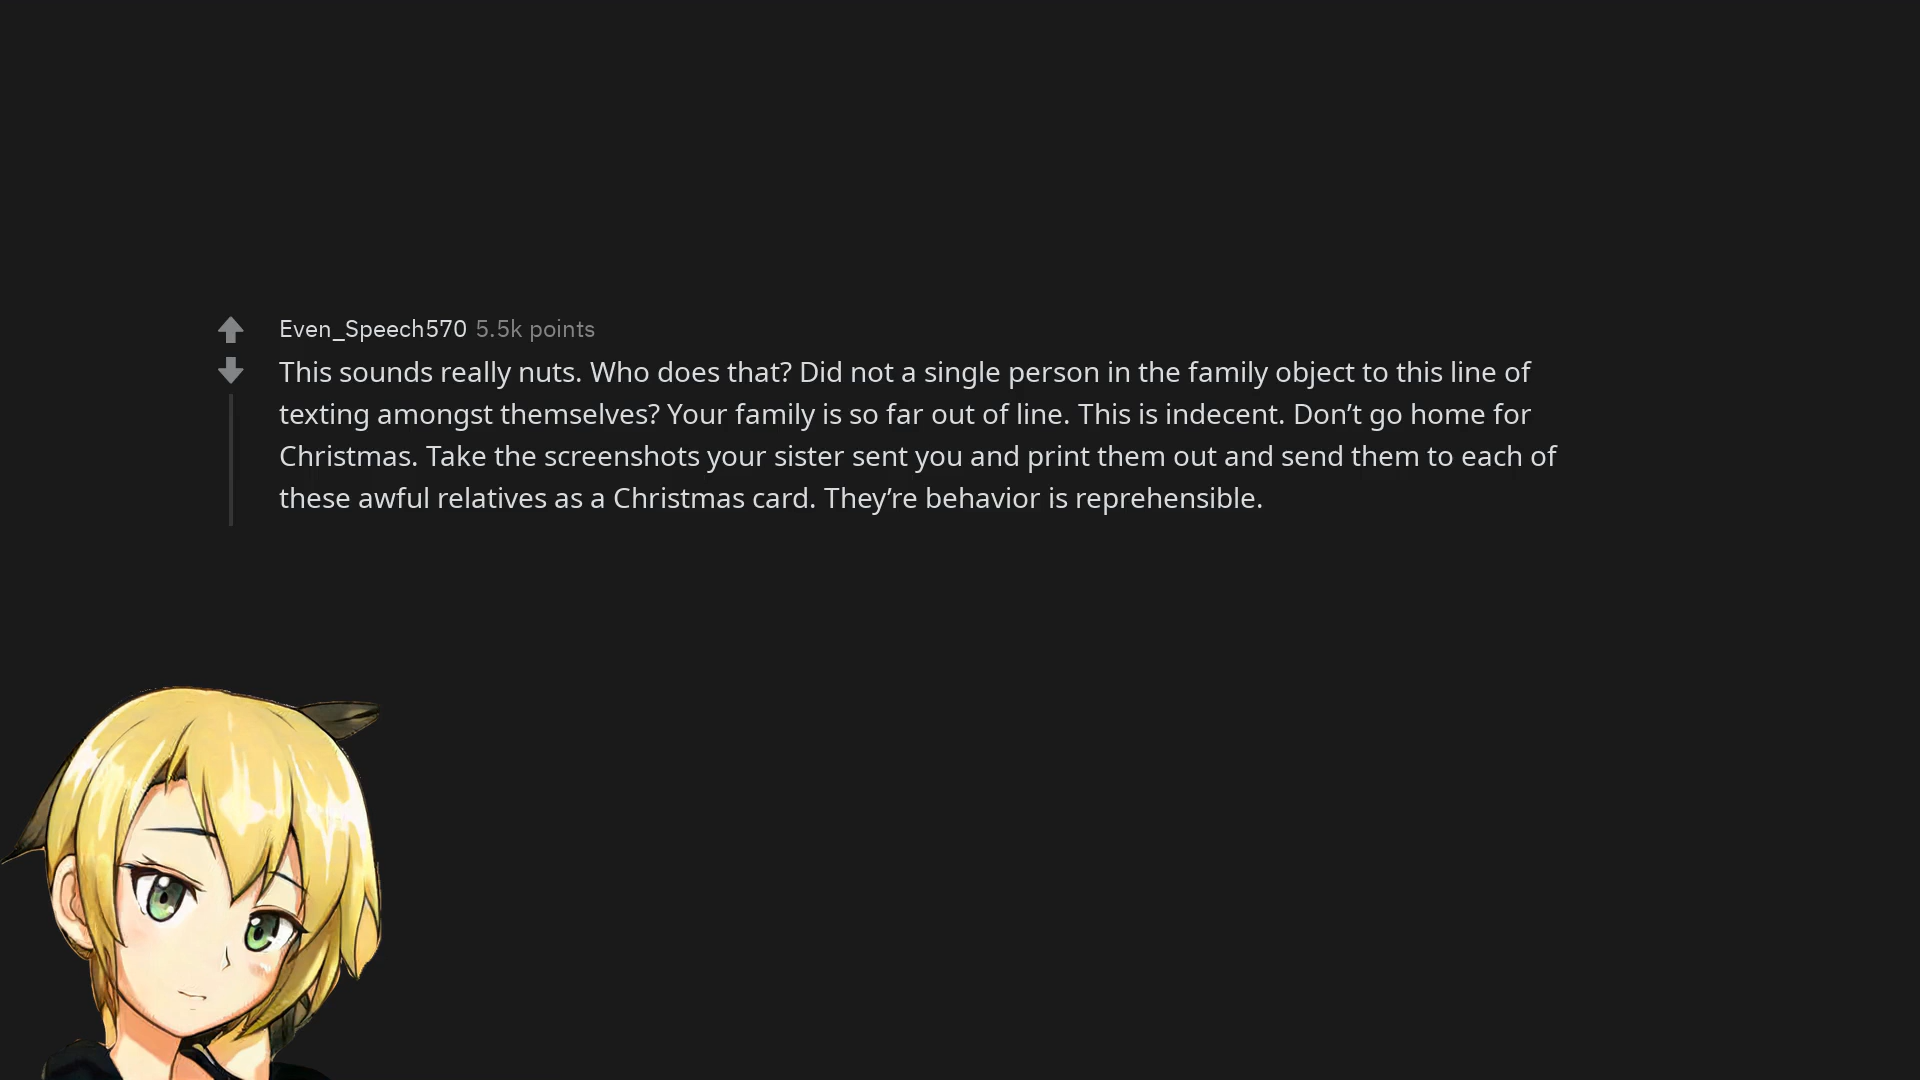 Even_Speech570 5.5k points
This sounds really nuts. Who does that? Did not a single person in the family object to this line of
texting amongst themselves? Your family is so far out of line. This is indecent. Don’t go home for
Christmas. Take the screenshots your sister sent you and print them out and send them to each of
these awful relatives as a Christmas card. They’re behavior is reprehensible.